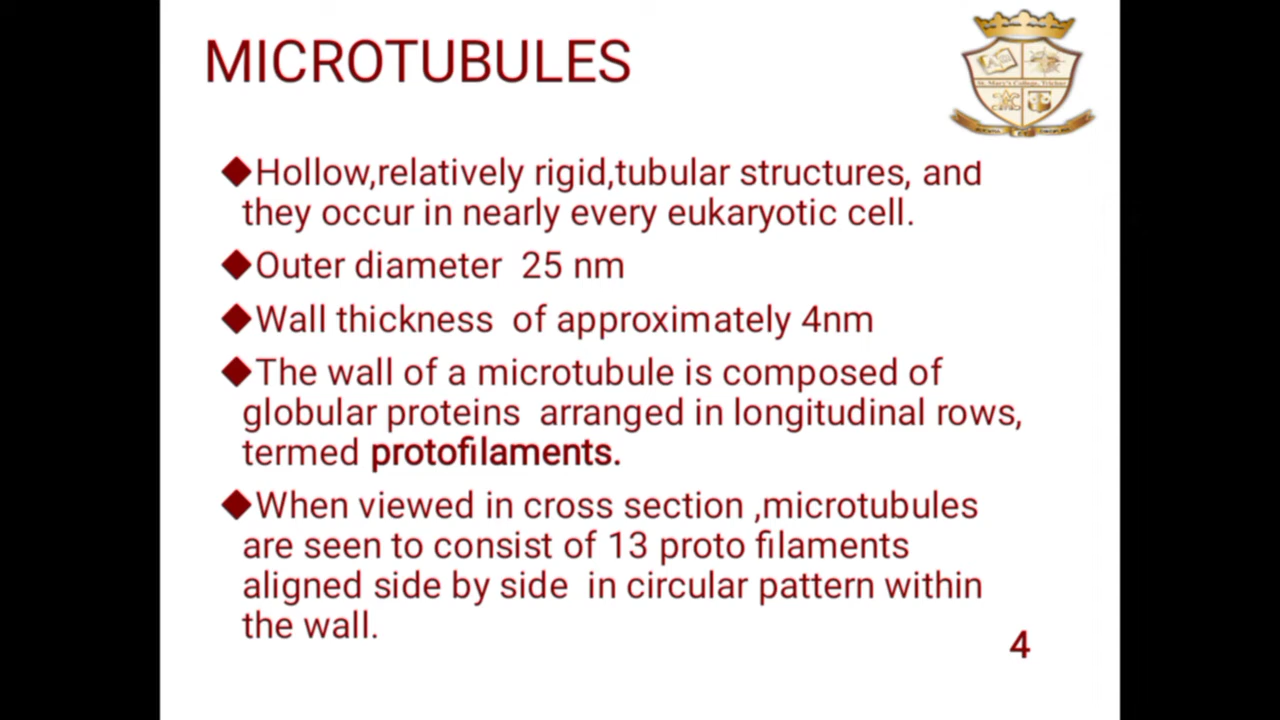 MICROTUBULES
◆Hollow,relatively rigid,tubular structures, and
they occur in nearly every eukaryotic cell.
◆Outer diameter 25 nm
◆Wall thickness of approximately 4nm
◆The wall of a microtubule is composed of
globular proteins arranged in longitudinal rows,
termed protofilaments.
◆When viewed in cross section ,microtubules
are seen to consist of 13 proto filaments
aligned side by side in circular pattern within
the wall.
4